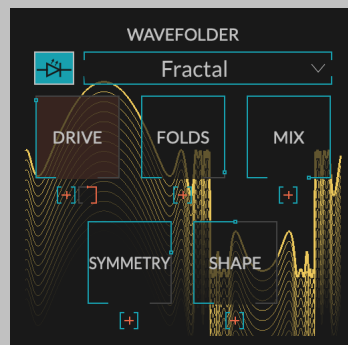 WAVEFOLDER
Fractal
DRIVE FOLDS MIX
[+] [+] [+]
SYMMETRY SHAPE
[+] [+]